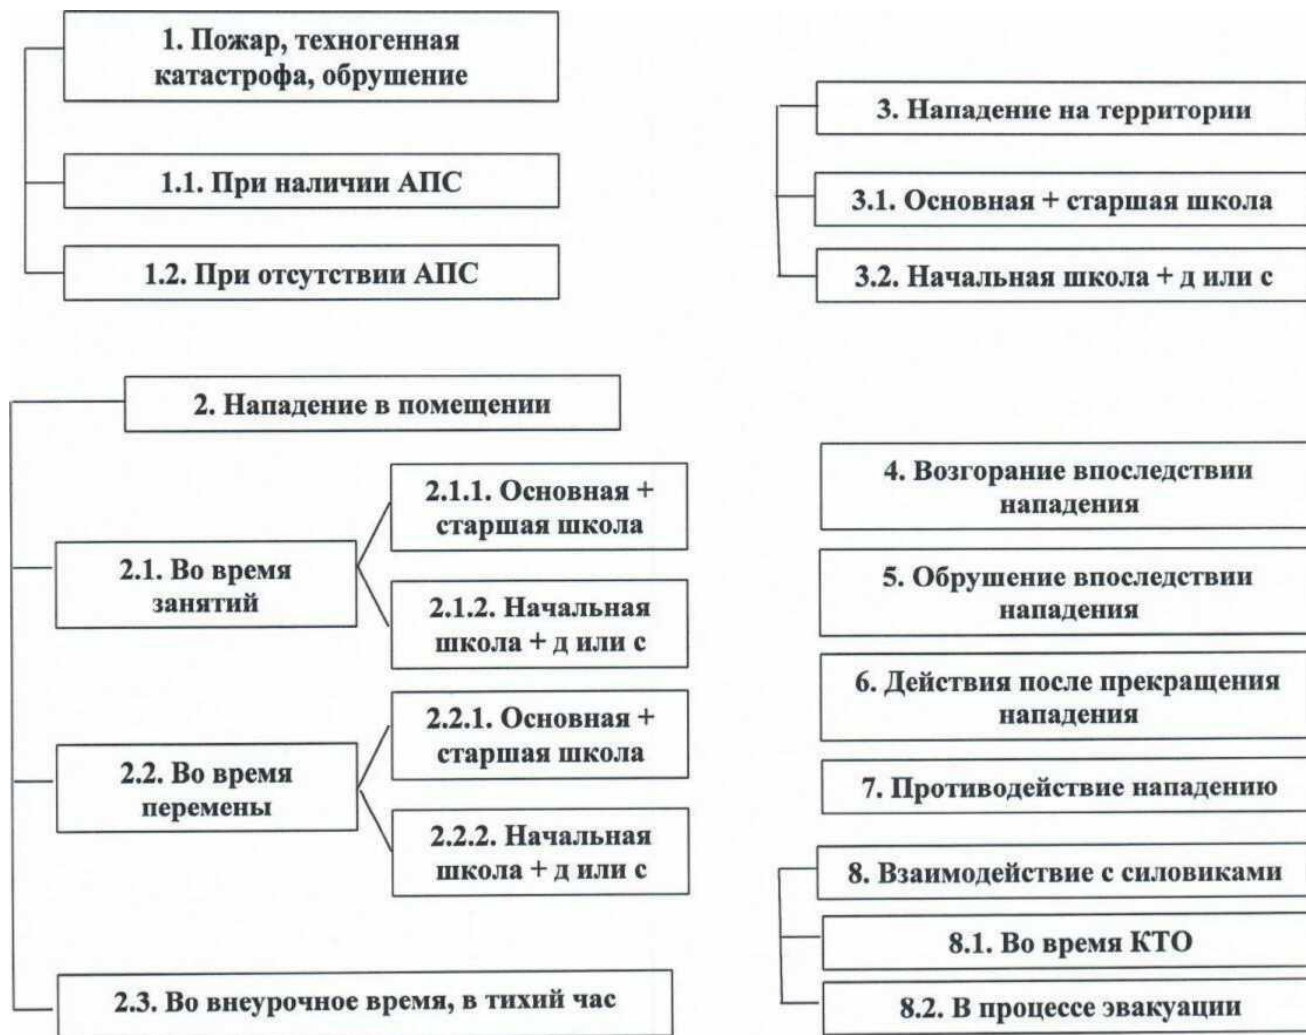 1. Пожар, техногенная
катастрофа, обрушение
1.1. При наличии АПС
1.2. При отсутствии АПС
2. Нападение в помещении
2.1. Во время
занятий
2.1.1. Основная +
старшая школа
2.1.2. Начальная
школа + д или с
2.2. Во время
перемены
2.2.1. Основная +
старшая школа
2.2.2. Начальная
школа + д или с
2.3. Во внеурочное время, в тихий час
3. Нападение на территории
3.1. Основная + старшая школа
3.2. Начальная школа + д или с
4. Возгорание впоследствии
нападения
5. Обрушение впоследствии
нападения
6. Действия после прекращения
нападения
7. Противодействие нападению
8. Взаимодействие с силовиками
8.1. Во время КТО
8.2. В процессе эвакуации